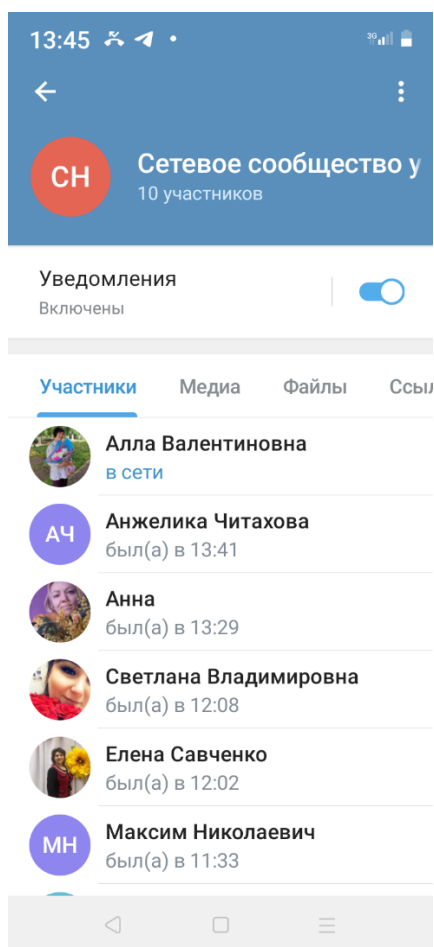 13:45
3G
СН
Сетевое сообщество у
10 участников
Уведомления
Включены
Участники Медиа Файлы Ссыл
Алла Валентиновна
в сети
АЧ
Анжелика Читахова
был(а) в 13:41
Анна
был(а) в 13:29
Светлана Владимировна
был(а) в 12:08
Елена Савченко
был(а) в 12:02
МН
Максим Николаевич
был(а) в 11:33